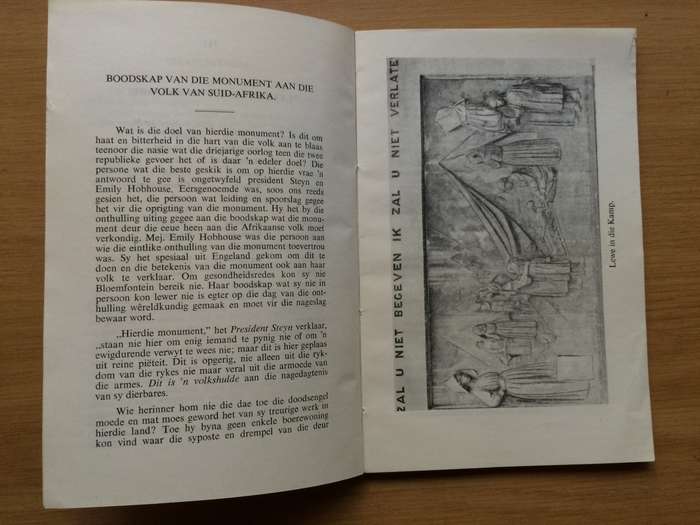 BOODSKAP VAN DIE MONUMENT AAN DIE
VOLK VAN SUID-AFRIKA.
Wat is die doel van hierdie monument? Is dit om
haat en bitterheid in die hart van die volk aan te blaas
teenoor die nasie wat die driejarige oorlog teen die twee
republieke gevoer het of is daar 'n edeler doel? Die
persone wat die beste geskik is om op hierdie vrae 'n
antwoord te gee is ongetwyfeld president Steyn en
Emily Hobhouse. Eersgenoemde was, soos ons reeds
gesien het, die persoon wat leiding en spoorslag gegee
het vir die oprigting van die monument. Hy het by die
onthulling uiting gegee aan die boodskap wat die monu-
ment deur die eeue heen aan die Afrikaanse volk moet
verkondig. Mej. Emily Hobhouse was die persoon aan
wie die eintlike onthulling van die monument toevertrou
was. Sy het spesiaal uit Engeland gekom om dit te
doen en die betekenis van die monument ook aan haar
volk te verklaar. Om gesondheidsredes kon sy nie
Bloemfontein bereik nie. Haar boodskap wat sy nie in
persoon kon lewer nie is egter op die dag van die ont-
hulling wêreldkundig gemaak en moet vir die nageslag
bewaar word.
„Hierdie monument,” het President Steyn verklaar,
„staan nie hier om enig iemand te pynig nie of om 'n
ewigdurende verwyt te wees nie; maar dit is hier geplaas
uit reine piëteit. Dit is opgerig, nie alleen uit die ryk-
dom van die rykes nie maar veral uit die armoede van
die armes. Dit is 'n volkshulde aan die nagedagtenis
van sy dierbares.
Wie herinner hom nie die dae toe die doodsengel
moede en mat moes geword het van sy treurige werk in
hierdie land? Toe hy byna geen enkele boerewoning
kon vind waar die syposte en drempel van die deur
ZAL U NIET BEGEVEN IK ZAL U NIET VERLATE
Lewe in die Kamp.